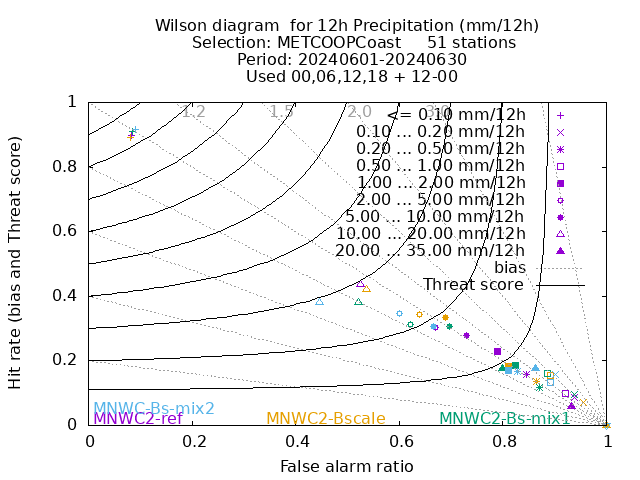 Wilson diagram  for 12h Precipitation (mm/12h)
Selection: METCOOPCoast     51 stations
Period: 20240601-20240630
Used 00,06,12,18 + 12-00
1.2 1.5 2.0 3.0
<= 0.10 mm/12h
0.10 ... 0.20 mm/12h
0.20 ... 0.50 mm/12h
0.50 ... 1.00 mm/12h
1.00 ... 2.00 mm/12h
2.00 ... 5.00 mm/12h
5.00 ... 10.00 mm/12h
10.00 ... 20.00 mm/12h
20.00 ... 35.00 mm/12h
bias
Threat score
Hit rate (bias and Threat score)
1
0.8
0.6
0.4
0.2
0
MNWC-Bs-mix2
MNWC2-ref MNWC2-Bscale MNWC2-Bs-mix1
0 0.2 0.4 0.6 0.8 1
False alarm ratio